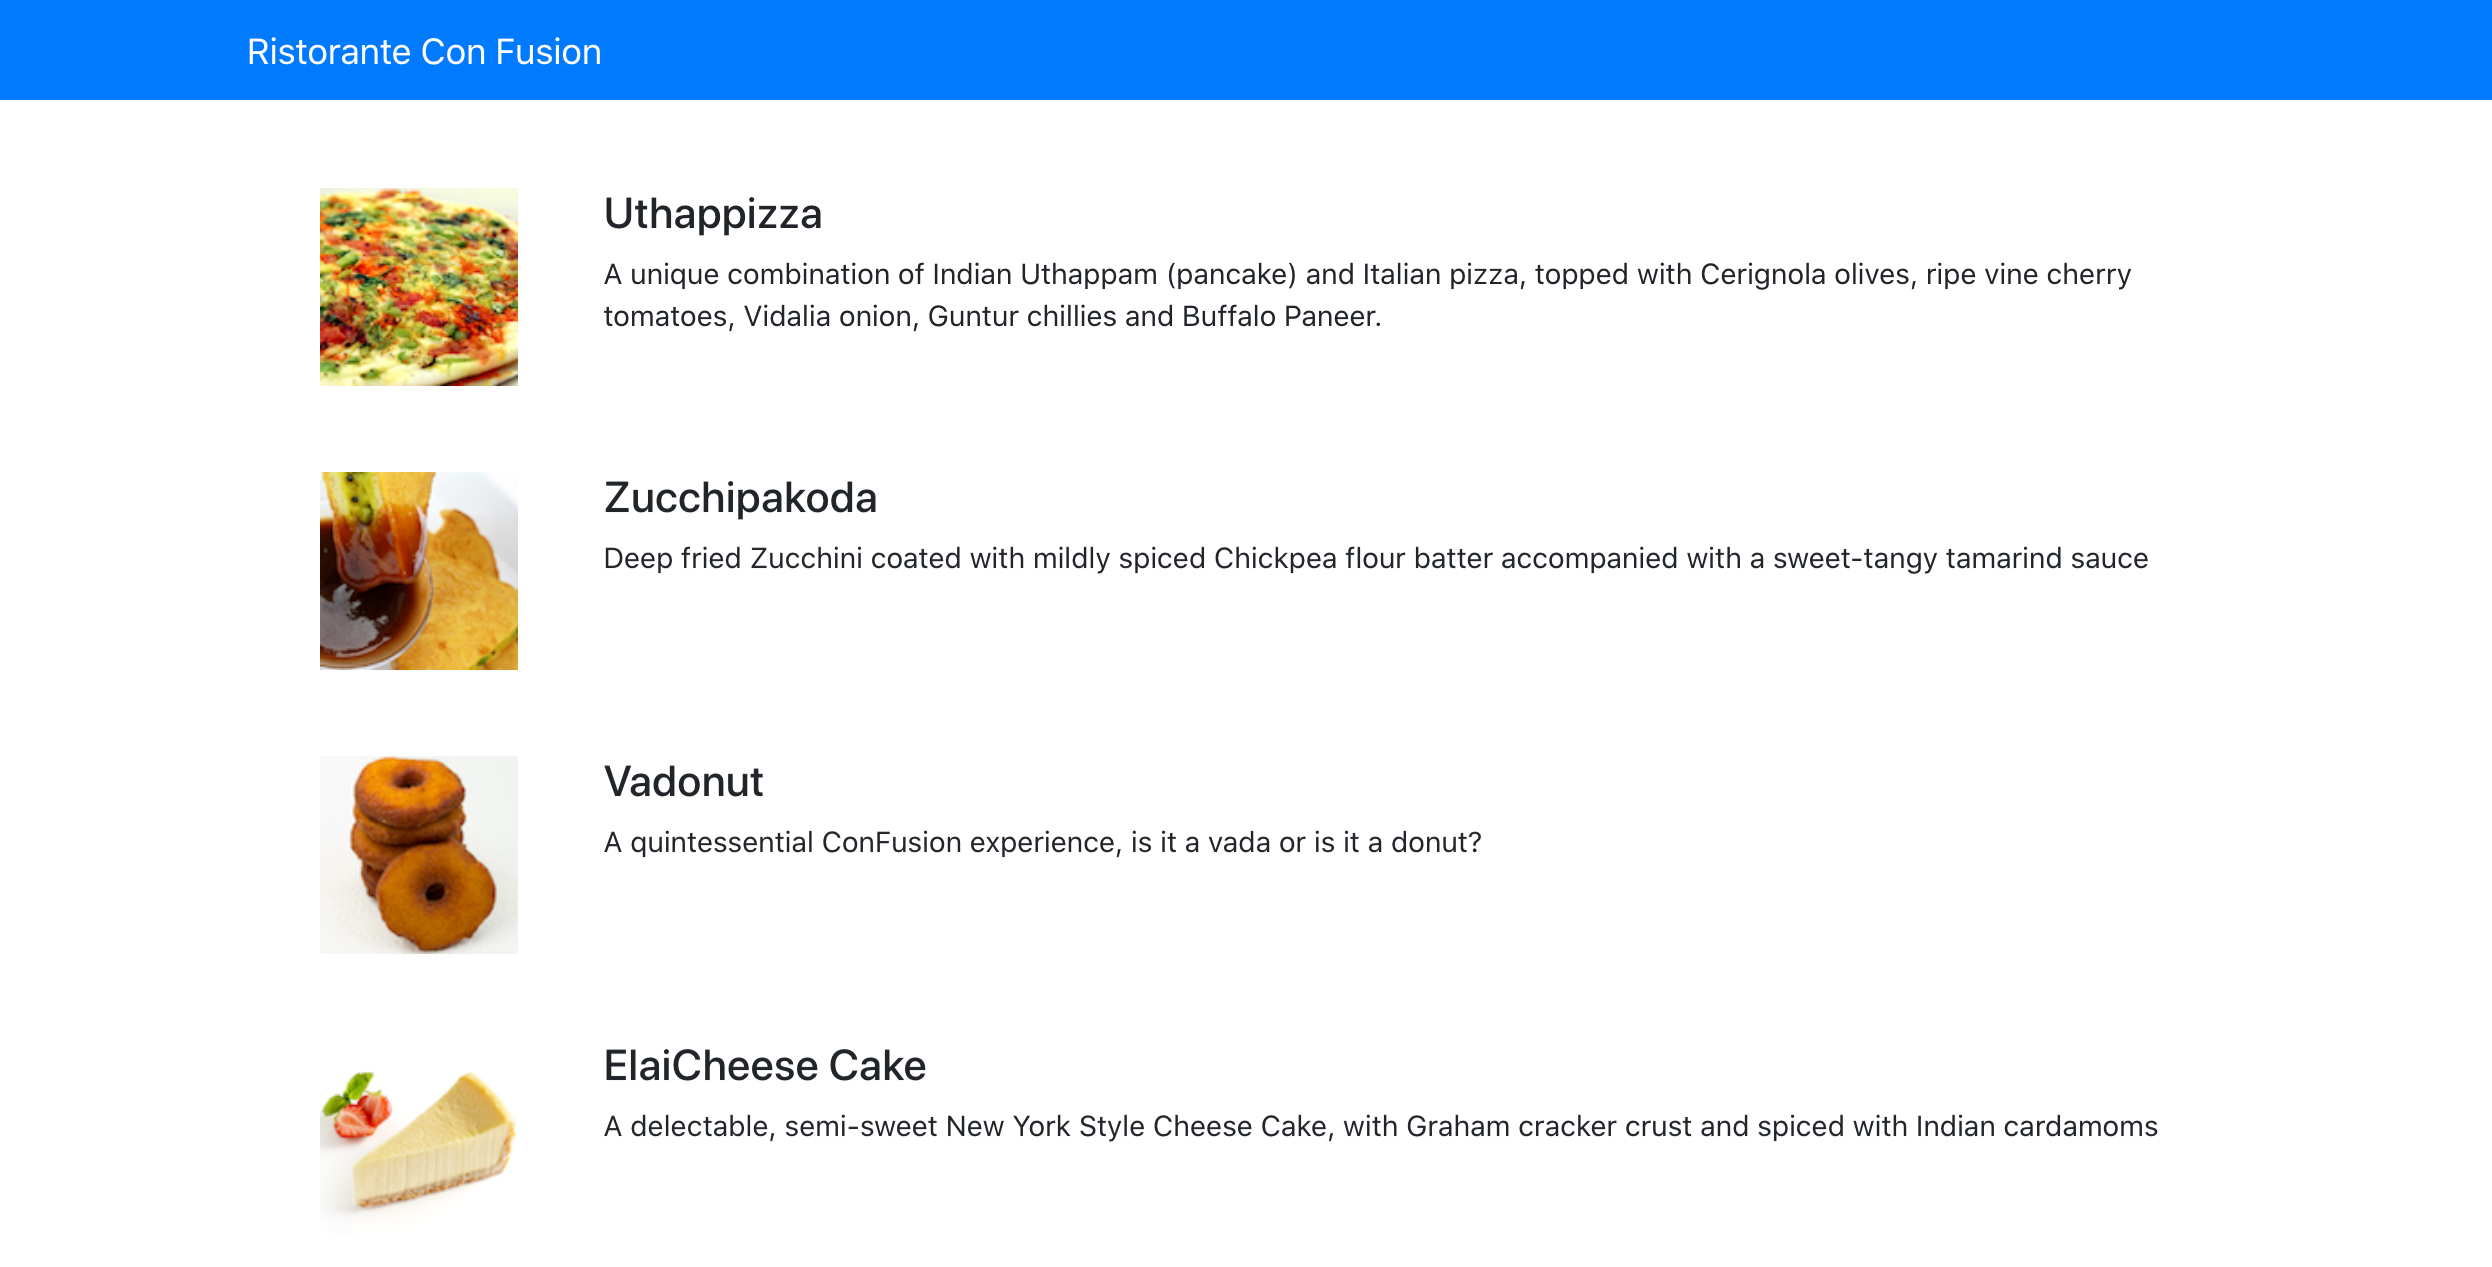 Ristorante Con Fusion
Uthappizza
A unique combination of Indian Uthappam (pancake) and Italian pizza, topped with Cerignola olives, ripe vine cherry
tomatoes, Vidalia onion, Guntur chillies and Buffalo Paneer.
Zucchipakoda
Deep fried Zucchini coated with mildly spiced Chickpea flour batter accompanied with a sweet-tangy tamarind sauce
Vadonut
A quintessential ConFusion experience, is it a vada or is it a donut?
ElaiCheese Cake
A delectable, semi-sweet New York Style Cheese Cake, with Graham cracker crust and spiced with Indian cardamoms